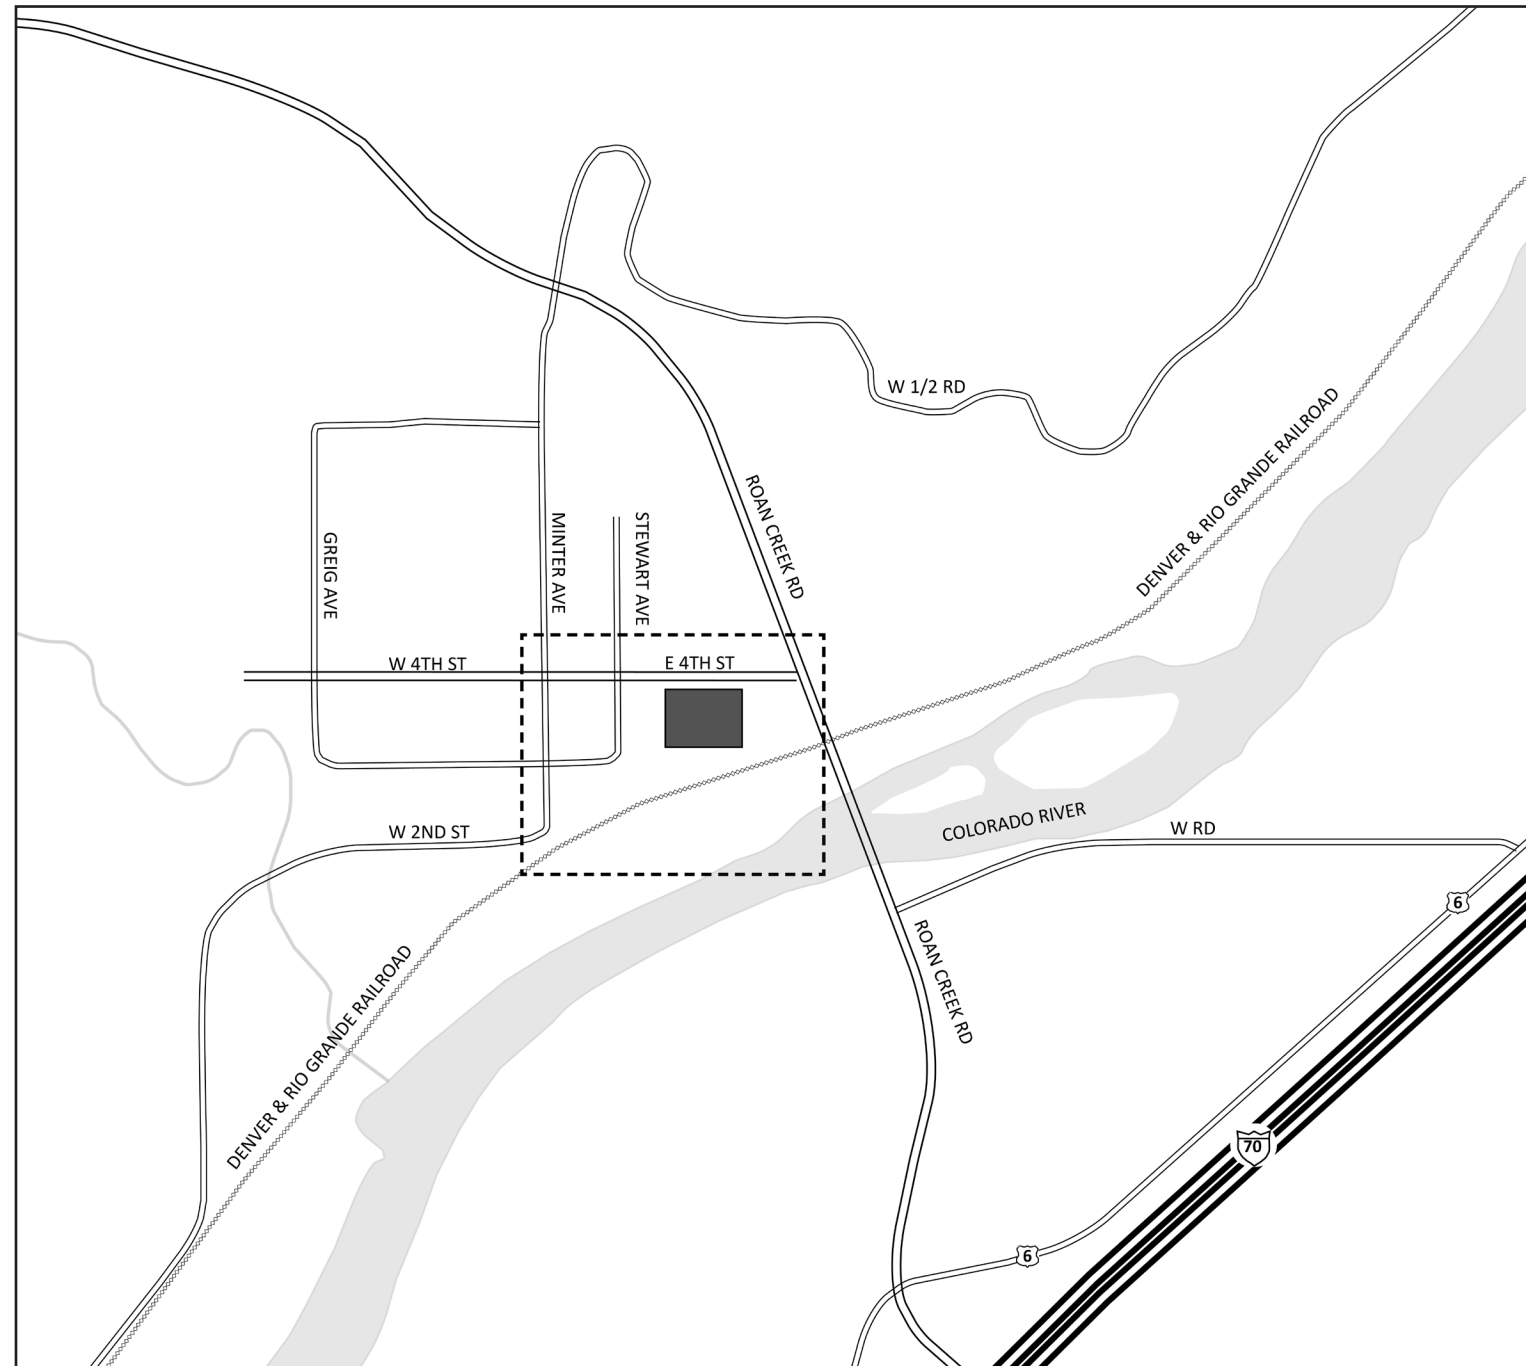 W 1/2 RD
DENVER & RIO GRANDE RAILROAD
ROAN CREEK RD
GREIG AVE
MINTER AVE
STEWART AVE
W 4TH ST
E 4TH ST
W 2ND ST
COLORADO RIVER
W RD
6
ROAN CREEK RD
DENVER & RIO GRANDE RAILROAD
70
6